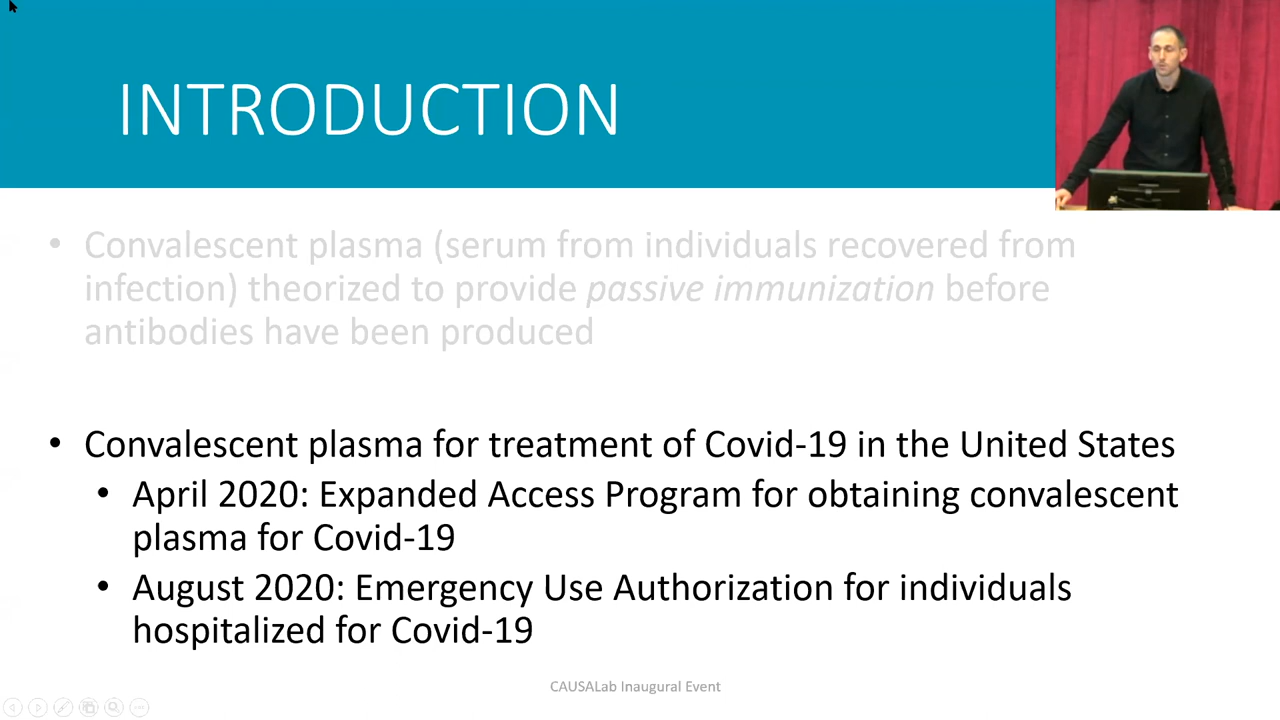 INTRODUCTION
• Convalescent plasma (serum from individuals recovered from
infection) theorized to provide passive immunization before
antibodies have been produced
• Convalescent plasma for treatment of Covid-19 in the United States
• April 2020: Expanded Access Program for obtaining convalescent
plasma for Covid-19
• August 2020: Emergency Use Authorization for individuals
hospitalized for Covid-19
CAUSALab Inaugural Event